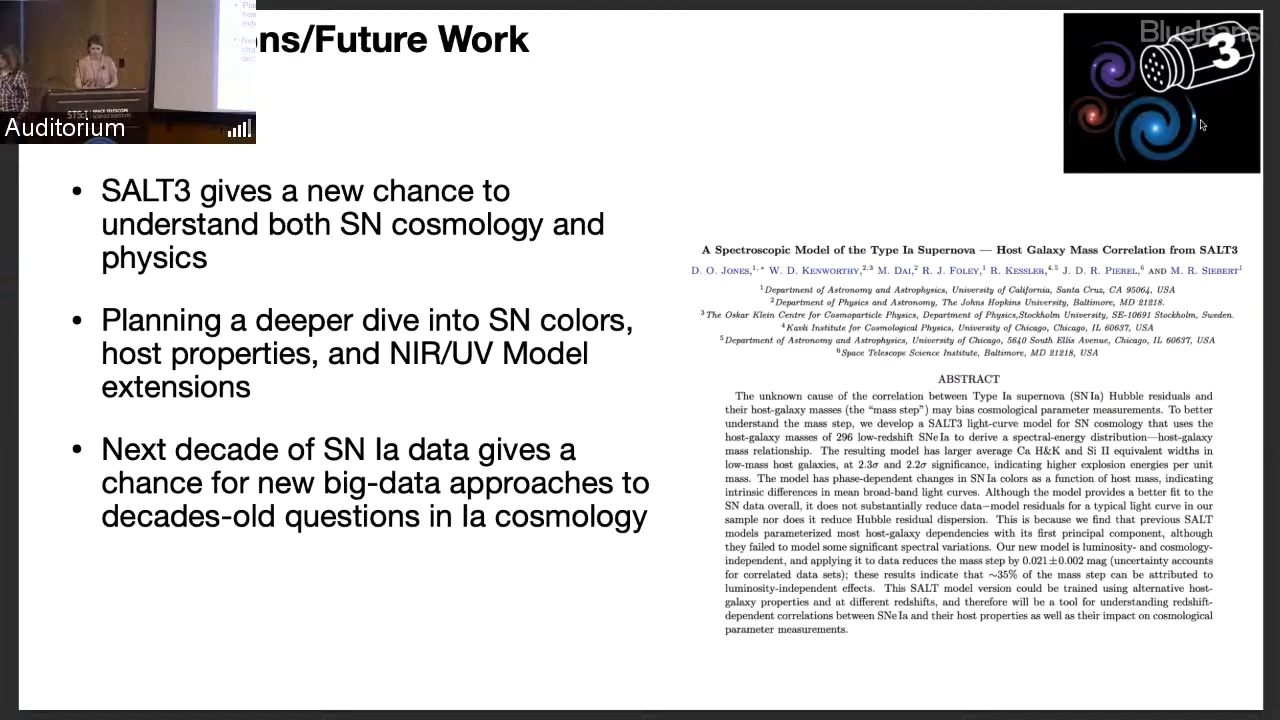 ns/Future Work
BlueJeans
3
STScI SPACE TELESCOPE
Auditorium
• SALT3 gives a new chance to
understand both SN cosmology and
physics
• Planning a deeper dive into SN colors,
host properties, and NIR/UV Model
extensions
• Next decade of SN Ia data gives a
chance for new big-data approaches to
decades-old questions in Ia cosmology
A Spectroscopic Model of the Type Ia Supernova — Host Galaxy Mass Correlation from SALT3
D. O. Jones,1,* W. D. Kenworthy,2,3 M. Dai,2 R. J. Foley,1 R. Kessler,4,5 J. D. R. Pierel,6 and M. R. Siebert1
1Department of Astronomy and Astrophysics, University of California, Santa Cruz, CA 95064, USA
2Department of Physics and Astronomy, The Johns Hopkins University, Baltimore, MD 21218.
3The Oskar Klein Centre for Cosmoparticle Physics, Department of Physics,Stockholm University, SE-10691 Stockholm, Sweden.
4Kavli Institute for Cosmological Physics, University of Chicago, Chicago, IL 60637, USA
5Department of Astronomy and Astrophysics, University of Chicago, 5640 South Ellis Avenue, Chicago, IL 60637, USA
6Space Telescope Science Institute, Baltimore, MD 21218, USA
ABSTRACT
The unknown cause of the correlation between Type Ia supernova (SN Ia) Hubble residuals and
their host-galaxy masses (the “mass step”) may bias cosmological parameter measurements. To better
understand the mass step, we develop a SALT3 light-curve model for SN cosmology that uses the
host-galaxy masses of 296 low-redshift SNe Ia to derive a spectral-energy distribution—host-galaxy
mass relationship. The resulting model has larger average Ca H&K and Si II equivalent widths in
low-mass host galaxies, at 2.3σ and 2.2σ significance, indicating higher explosion energies per unit
mass. The model has phase-dependent changes in SN Ia colors as a function of host mass, indicating
intrinsic differences in mean broad-band light curves. Although the model provides a better fit to the
SN data overall, it does not substantially reduce data−model residuals for a typical light curve in our
sample nor does it reduce Hubble residual dispersion. This is because we find that previous SALT
models parameterized most host-galaxy dependencies with its first principal component, although
they failed to model some significant spectral variations. Our new model is luminosity- and cosmology-
independent, and applying it to data reduces the mass step by 0.021±0.002 mag (uncertainty accounts
for correlated data sets); these results indicate that ∼35% of the mass step can be attributed to
luminosity-independent effects. This SALT model version could be trained using alternative host-
galaxy properties and at different redshifts, and therefore will be a tool for understanding redshift-
dependent correlations between SNe Ia and their host properties as well as their impact on cosmological
parameter measurements.